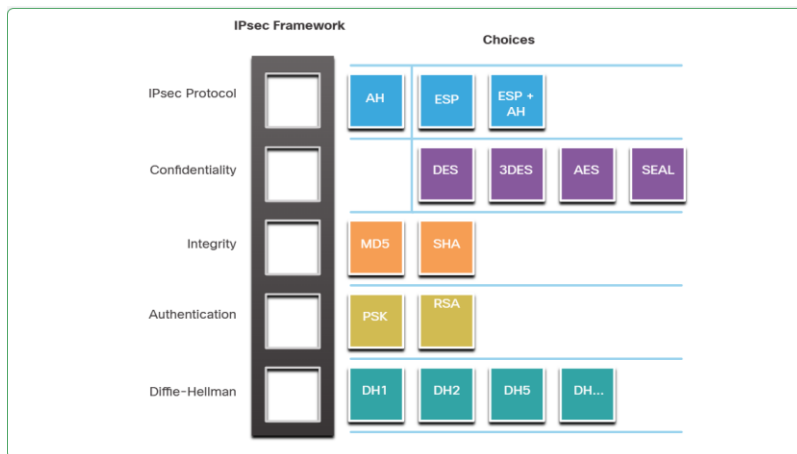 IPsec Framework
Choices
IPsec Protocol
AH
ESP
ESP +
AH
Confidentiality
DES
3DES
AES
SEAL
Integrity
MD5
SHA
Authentication
PSK
RSA
Diffie-Hellman
DH1
DH2
DH5
DH...